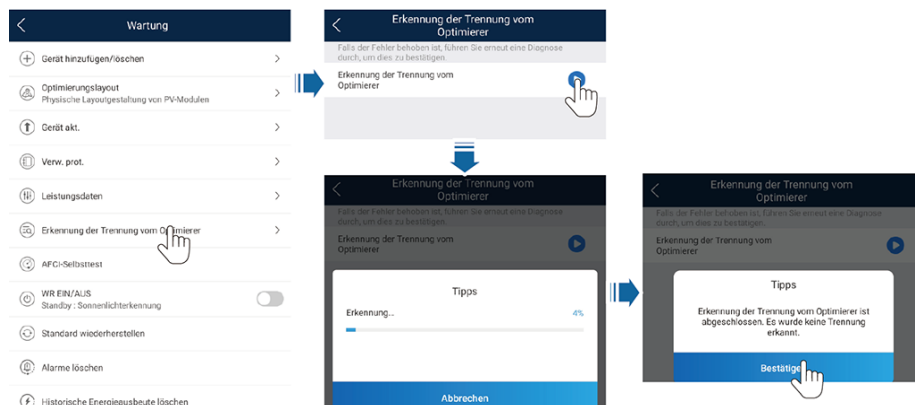 Wartung
Gerät hinzufügen/löschen
Optimierungslayout
Physische Layoutgestaltung von PV-Modulen
Gerät akt.
Verw. prot.
Leistungsdaten
Erkennung der Trennung vom Optimierer
AFCI-Selbsttest
WR EIN/AUS
Standby : Sonnenlichterkennung
Standard wiederherstellen
Alarme löschen
Historische Energieausbeute löschen
Erkennung der Trennung vom
Optimierer
Falls der Fehler behoben ist, führen Sie erneut eine Diagnose
durch, um dies zu bestätigen.
Erkennung der Trennung vom
Optimierer
Erkennung der Trennung vom
Optimierer
Falls der Fehler behoben ist, führen Sie erneut eine Diagnose
durch, um dies zu bestätigen.
Erkennung der Trennung vom
Optimierer
Tipps
Erkennung... 4%
Abbrechen
Erkennung der Trennung vom
Optimierer
Falls der Fehler behoben ist, führen Sie erneut eine Diagnose
durch, um dies zu bestätigen.
Erkennung der Trennung vom
Optimierer
Tipps
Erkennung der Trennung vom Optimierer ist
abgeschlossen. Es wurde keine Trennung
erkannt.
Bestätige